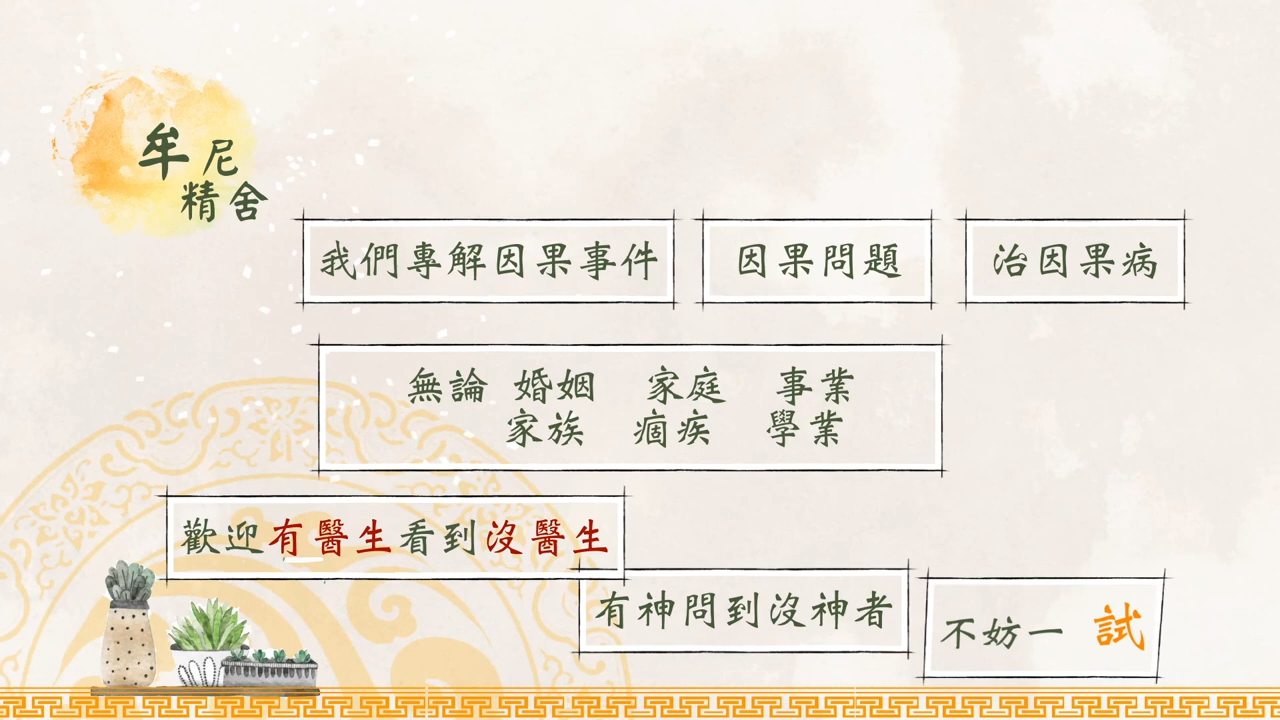 牟尼
精舍
我們專解因果事件
因果問題
治因果病
無論 婚姻 家庭 事業
家族 痼疾 學業
歡迎有醫生看到沒醫生
有神問到沒神者
不妨一 試